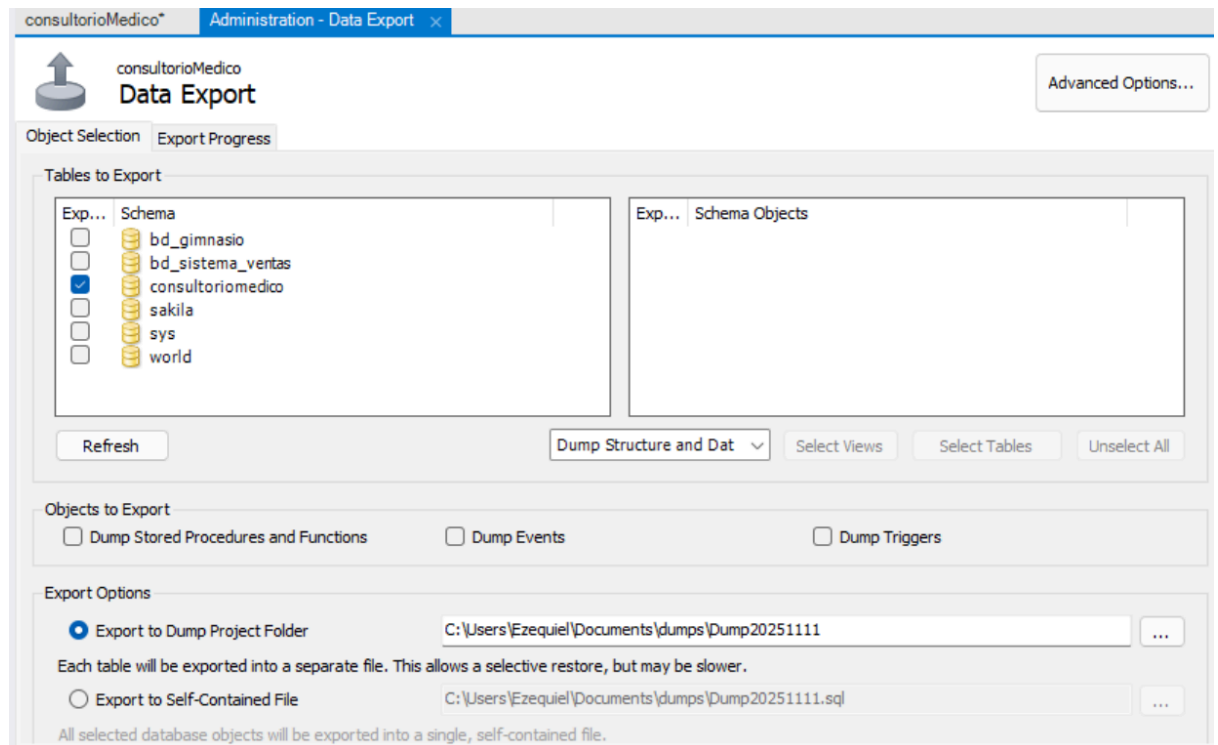 consultorioMedico*
Administration - Data Export ×
consultorioMedico
Data Export
Advanced Options...
Object Selection
Export Progress
Tables to Export
Exp... Schema
bd_gimnasio
bd_sistema_ventas
consultoriomedico
sakila
sys
world
Exp... Schema Objects
Refresh
Dump Structure and Dat
Select Views
Select Tables
Unselect All
Objects to Export
Dump Stored Procedures and Functions
Dump Events
Dump Triggers
Export Options
Export to Dump Project Folder
C:\Users\Ezequiel\Documents\dumps\Dump20251111
...
Each table will be exported into a separate file. This allows a selective restore, but may be slower.
Export to Self-Contained File
C:\Users\Ezequiel\Documents\dumps\Dump20251111.sql
...
All selected database objects will be exported into a single, self-contained file.